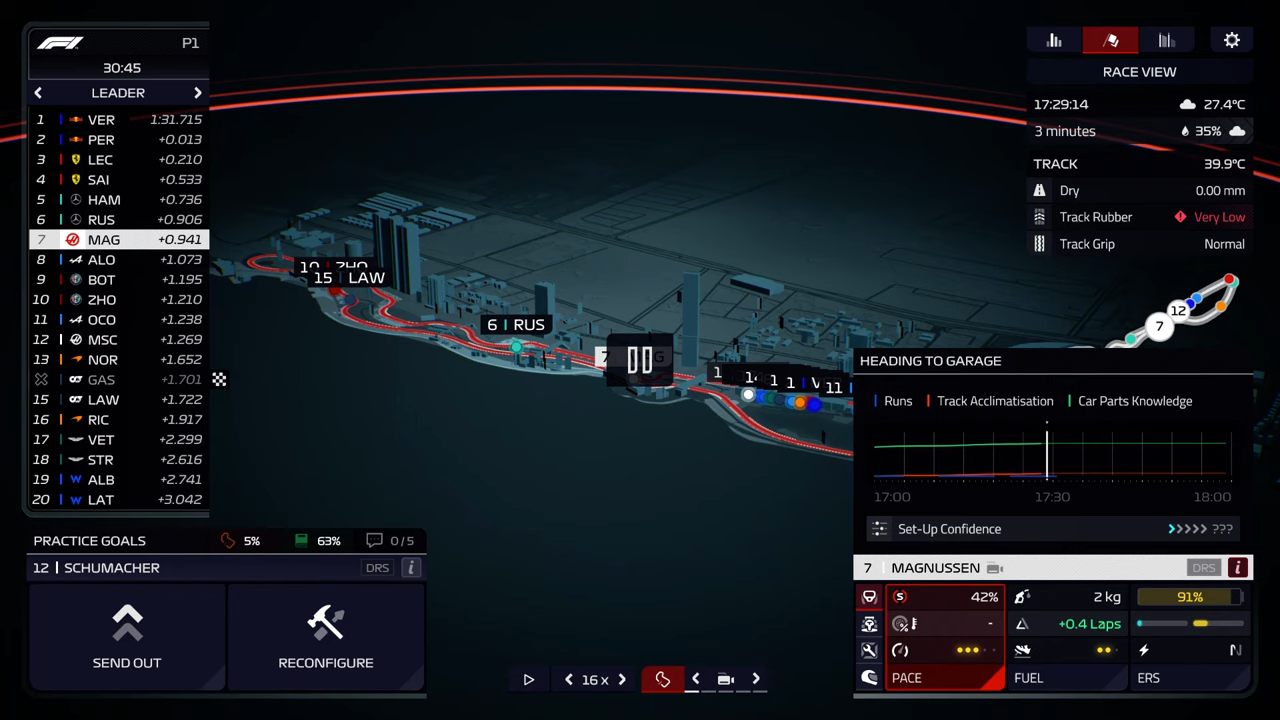 F1 P1
30:45
LEADER
1 VER 1:31.715
2 PER +0.013
3 LEC +0.210
4 SAI +0.533
5 HAM +0.736
6 RUS +0.906
7 MAG +0.941
8 ALO +1.073
9 BOT +1.195
10 ZHO +1.210
11 OCO +1.238
12 MSC +1.269
13 NOR +1.652
GAS +1.701
15 LAW +1.722
16 RIC +1.917
17 VET +2.299
18 STR +2.616
19 ALB +2.741
20 LAT +3.042
15 LAW
6 RUS
7
11
RACE VIEW
17:29:14 27.4°C
3 minutes 35%
TRACK 39.9°C
Dry 0.00 mm
Track Rubber Very Low
Track Grip Normal
12
7
HEADING TO GARAGE
Runs Track Acclimatisation Car Parts Knowledge
17:00 17:30 18:00
Set-Up Confidence ???
PRACTICE GOALS 5% 63% 0/5
12 SCHUMACHER DRS i
SEND OUT RECONFIGURE
16 x
7 MAGNUSSEN DRS i
S 42% 2 kg 91%
- +0.4 Laps
N
PACE FUEL ERS